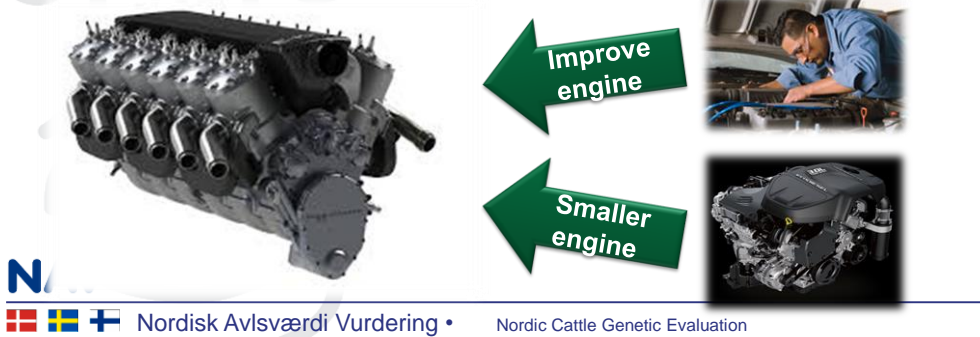 Improve
engine
Smaller
engine
Nordisk Avlsværdi Vurdering • Nordic Cattle Genetic Evaluation